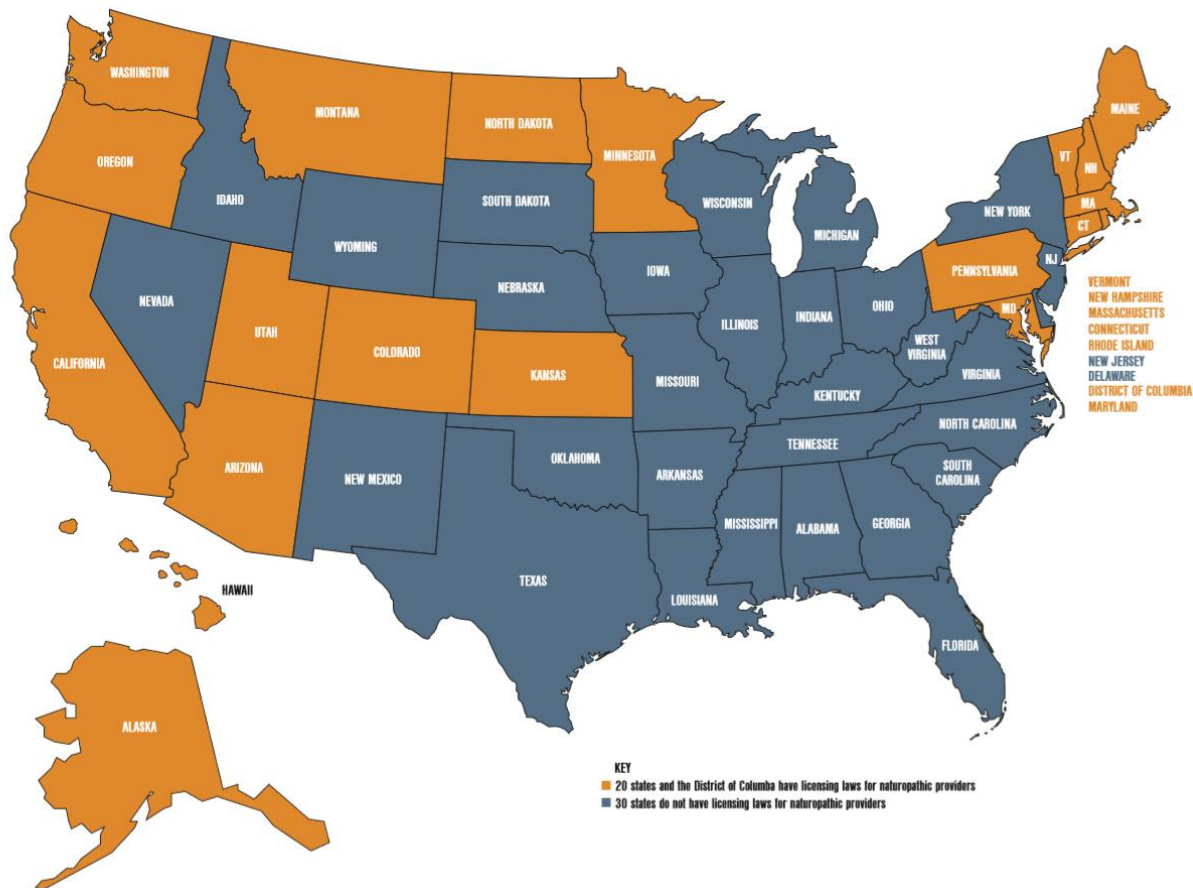 WASHINGTON
MONTANA
NORTH DAKOTA
MINNESOTA
MAINE
VT
NH
OREGON
IDAHO
SOUTH DAKOTA
WISCONSIN
MICHIGAN
NEW YORK
MA
CT
WYOMING
IOWA
PENNSYLVANIA
NJ
NEVADA
NEBRASKA
ILLINOIS
INDIANA
OHIO
MD
UTAH
COLORADO
CALIFORNIA
KANSAS
MISSOURI
WEST
VIRGINIA
VIRGINIA
KENTUCKY
VERMONT
NEW HAMPSHIRE
MASSACHUSETTS
CONNECTICUT
RHODE ISLAND
NEW JERSEY
DELAWARE
DISTRICT OF COLUMBIA
MARYLAND
ARIZONA
NEW MEXICO
OKLAHOMA
ARKANSAS
TENNESSEE
NORTH CAROLINA
SOUTH
CAROLINA
MISSISSIPPI
ALABAMA
GEORGIA
TEXAS
LOUISIANA
FLORIDA
HAWAII
ALASKA
KEY
20 states and the District of Columba have licensing laws for naturopathic providers
30 states do not have licensing laws for naturopathic providers